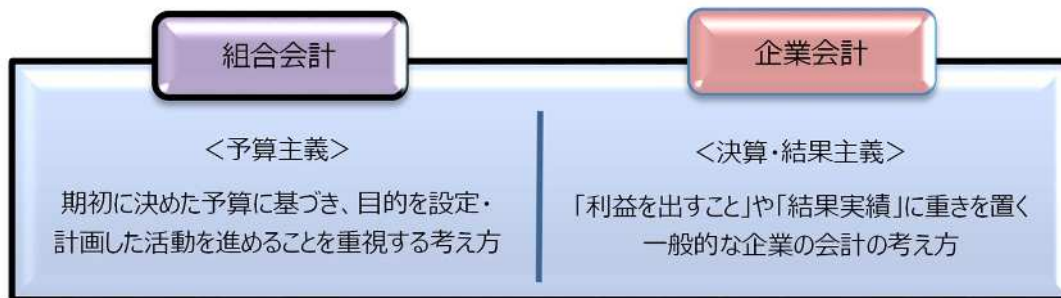 組合会計
<予算主義>
期初に決めた予算に基づき、目的を設定・
計画した活動を進めることを重視する考え方
企業会計
<決算・結果主義>
「利益を出すこと」や「結果実績」に重きを置く
一般的な企業の会計の考え方